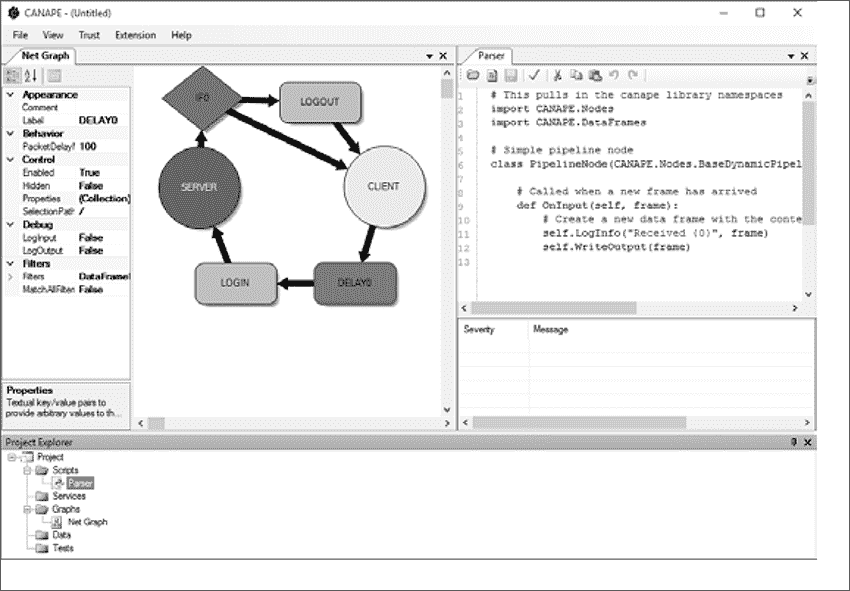 CANAPE - (Untitled)
File View Trust Extension Help
Net Graph
Appearance
Comment
Label DELAY0
Behavior
PacketDelayM 100
Control
Enabled True
Hidden False
Properties (Collection)
SelectionPath /
Debug
LogInput False
LogOutput False
Filters
Filters DataFrameI
MatchAllFilters False
Properties
Textual key/value pairs to
provide arbitrary values to th...
IF0
LOGOUT
SERVER
CLIENT
LOGIN
DELAY0
Parser
1 # This pulls in the canape library namespaces
2 import CANAPE.Nodes
3 import CANAPE.DataFrames
4
5 # Simple pipeline node
6 class PipelineNode(CANAPE.Nodes.BaseDynamicPipel
7
8 # Called when a new frame has arrived
9 def OnInput(self, frame):
10 # Create a new data frame with the conte
11 self.LogInfo("Received {0}", frame)
12 self.WriteOutput(frame)
13
Severity Message
Project Explorer
Project
Scripts
Parser
Services
Graphs
Net Graph
Data
Tests